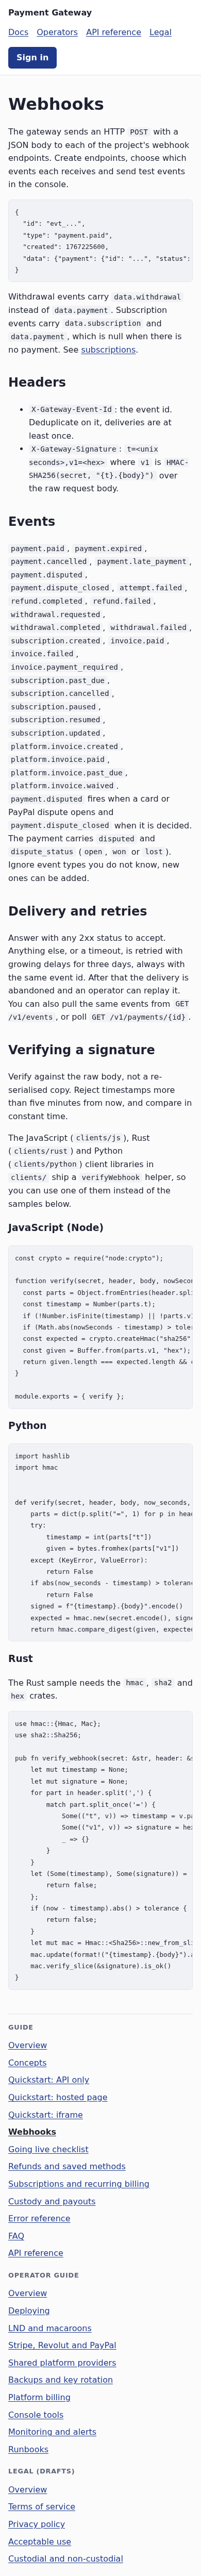 Payment Gateway
Docs Operators API reference Legal
Sign in
Webhooks
The gateway sends an HTTP POST with a
JSON body to each of the project's webhook
endpoints. Create endpoints, choose which
events each receives and send test events
in the console.
{
  "id": "evt_...",
  "type": "payment.paid",
  "created": 1767225600,
  "data": {"payment": {"id": "...", "status":
}
Withdrawal events carry data.withdrawal
instead of data.payment. Subscription
events carry data.subscription and
data.payment, which is null when there is
no payment. See subscriptions.
Headers
X-Gateway-Event-Id: the event id.
Deduplicate on it, deliveries are at
least once.
X-Gateway-Signature: t=<unix
seconds>,v1=<hex> where v1 is HMAC-
SHA256(secret, "{t}.{body}") over
the raw request body.
Events
payment.paid, payment.expired,
payment.cancelled, payment.late_payment,
payment.disputed,
payment.dispute_closed, attempt.failed,
refund.completed, refund.failed,
withdrawal.requested,
withdrawal.completed, withdrawal.failed,
subscription.created, invoice.paid,
invoice.failed,
invoice.payment_required,
subscription.past_due,
subscription.cancelled,
subscription.paused,
subscription.resumed,
subscription.updated,
platform.invoice.created,
platform.invoice.paid,
platform.invoice.past_due,
platform.invoice.waived.
payment.disputed fires when a card or
PayPal dispute opens and
payment.dispute_closed when it is decided.
The payment carries disputed and
dispute_status (open, won or lost).
Ignore event types you do not know, new
ones can be added.
Delivery and retries
Answer with any 2xx status to accept.
Anything else, or a timeout, is retried with
growing delays for three days, always with
the same event id. After that the delivery is
abandoned and an operator can replay it.
You can also pull the same events from GET
/v1/events, or poll GET /v1/payments/{id}.
Verifying a signature
Verify against the raw body, not a re-
serialised copy. Reject timestamps more
than five minutes from now, and compare in
constant time.
The JavaScript (clients/js), Rust
(clients/rust) and Python
(clients/python) client libraries in
clients/ ship a verifyWebhook helper, so
you can use one of them instead of the
samples below.
JavaScript (Node)
const crypto = require("node:crypto");
function verify(secret, header, body, nowSecon
  const parts = Object.fromEntries(header.spli
  const timestamp = Number(parts.t);
  if (!Number.isFinite(timestamp) || !parts.v1
  if (Math.abs(nowSeconds - timestamp) > toler
  const expected = crypto.createHmac("sha256"
  const given = Buffer.from(parts.v1, "hex");
  return given.length === expected.length &&
}
module.exports = { verify };
Python
import hashlib
import hmac
def verify(secret, header, body, now_seconds,
    parts = dict(p.split("=", 1) for p in head
    try:
        timestamp = int(parts["t"])
        given = bytes.fromhex(parts["v1"])
    except (KeyError, ValueError):
        return False
    if abs(now_seconds - timestamp) > toleranc
        return False
    signed = f"{timestamp}.{body}".encode()
    expected = hmac.new(secret.encode(), signe
    return hmac.compare_digest(given, expected
Rust
The Rust sample needs the hmac, sha2 and
hex crates.
use hmac::{Hmac, Mac};
use sha2::Sha256;
pub fn verify_webhook(secret: &str, header: &s
    let mut timestamp = None;
    let mut signature = None;
    for part in header.split(',') {
        match part.split_once('=') {
            Some(("t", v)) => timestamp = v.pa
            Some(("v1", v)) => signature = hex
            _ => {}
        }
    }
    let (Some(timestamp), Some(signature)) =
        return false;
    };
    if (now - timestamp).abs() > tolerance {
        return false;
    }
    let mut mac = Hmac::<Sha256>::new_from_sli
    mac.update(format!("{timestamp}.{body}").a
    mac.verify_slice(&signature).is_ok()
}
GUIDE
Overview
Concepts
Quickstart: API only
Quickstart: hosted page
Quickstart: iframe
Webhooks
Going live checklist
Refunds and saved methods
Subscriptions and recurring billing
Custody and payouts
Error reference
FAQ
API reference
OPERATOR GUIDE
Overview
Deploying
LND and macaroons
Stripe, Revolut and PayPal
Shared platform providers
Backups and key rotation
Platform billing
Console tools
Monitoring and alerts
Runbooks
LEGAL (DRAFTS)
Overview
Terms of service
Privacy policy
Acceptable use
Custodial and non-custodial